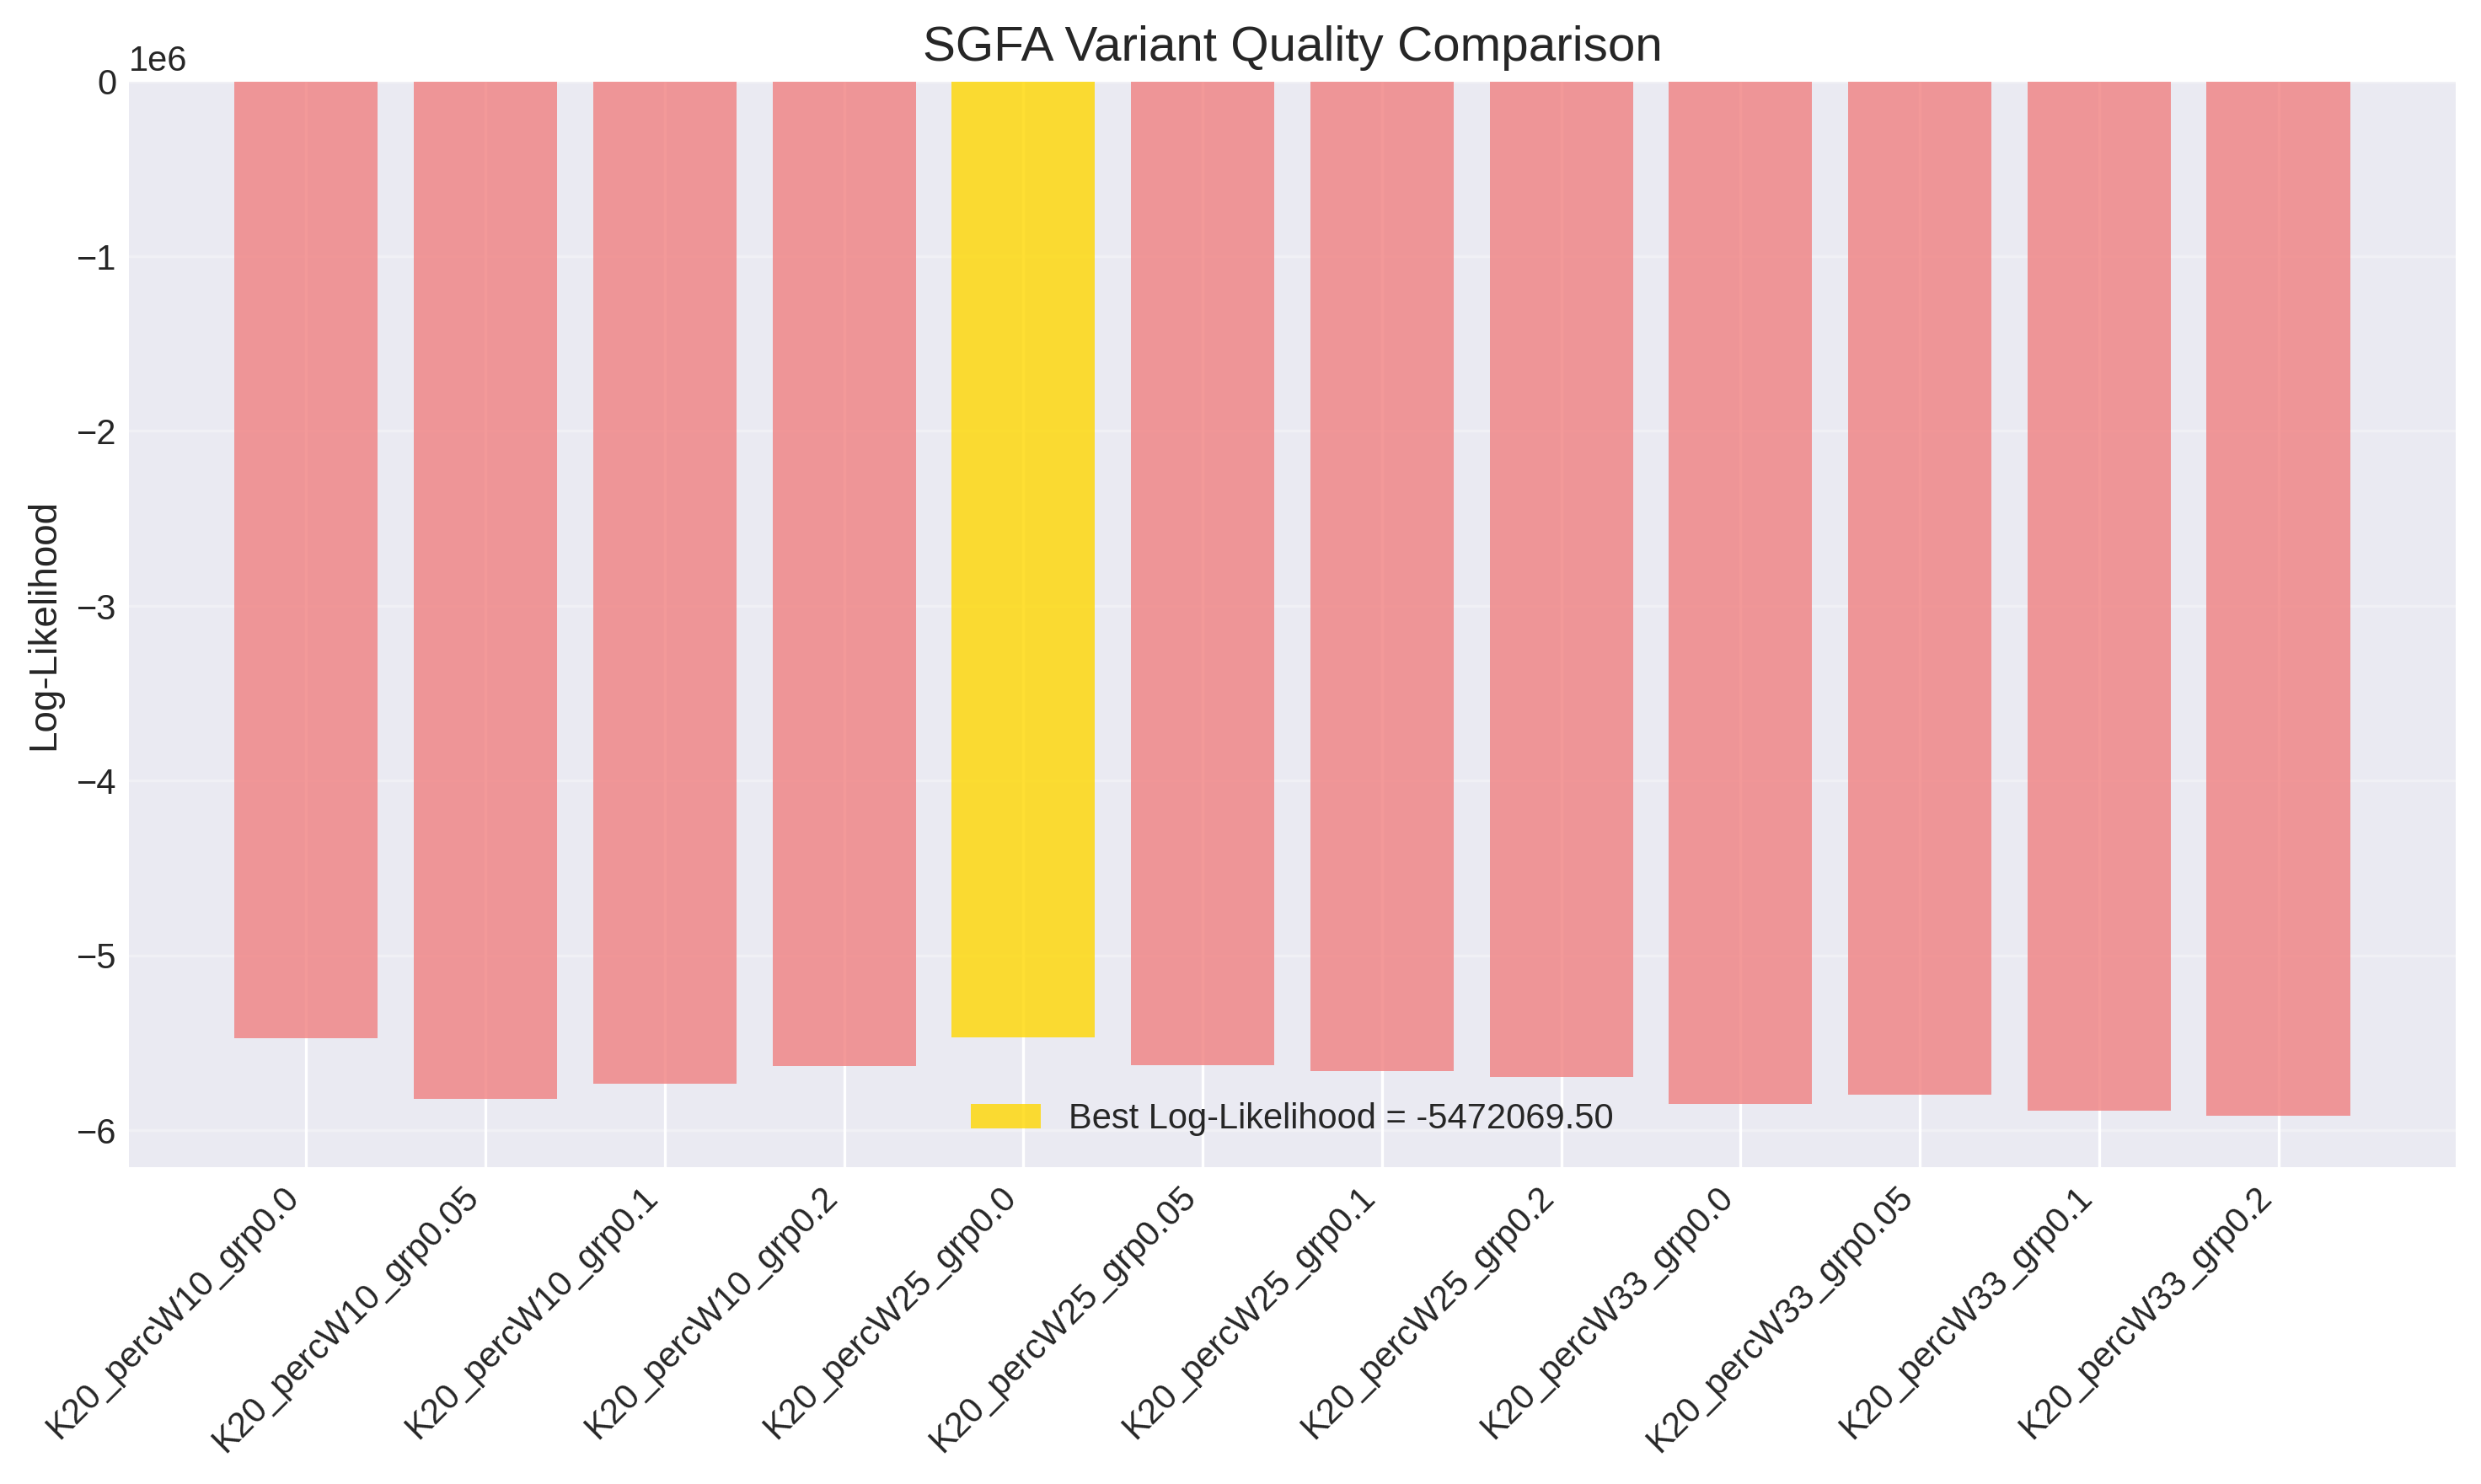 SGFA Variant Quality Comparison
1e6
0
−1
−2
−3
−4
−5
−6
Log-Likelihood
Best Log-Likelihood = -5472069.50
K20_percW10_grp0.0
K20_percW10_grp0.05
K20_percW10_grp0.1
K20_percW10_grp0.2
K20_percW25_grp0.0
K20_percW25_grp0.05
K20_percW25_grp0.1
K20_percW25_grp0.2
K20_percW33_grp0.0
K20_percW33_grp0.05
K20_percW33_grp0.1
K20_percW33_grp0.2